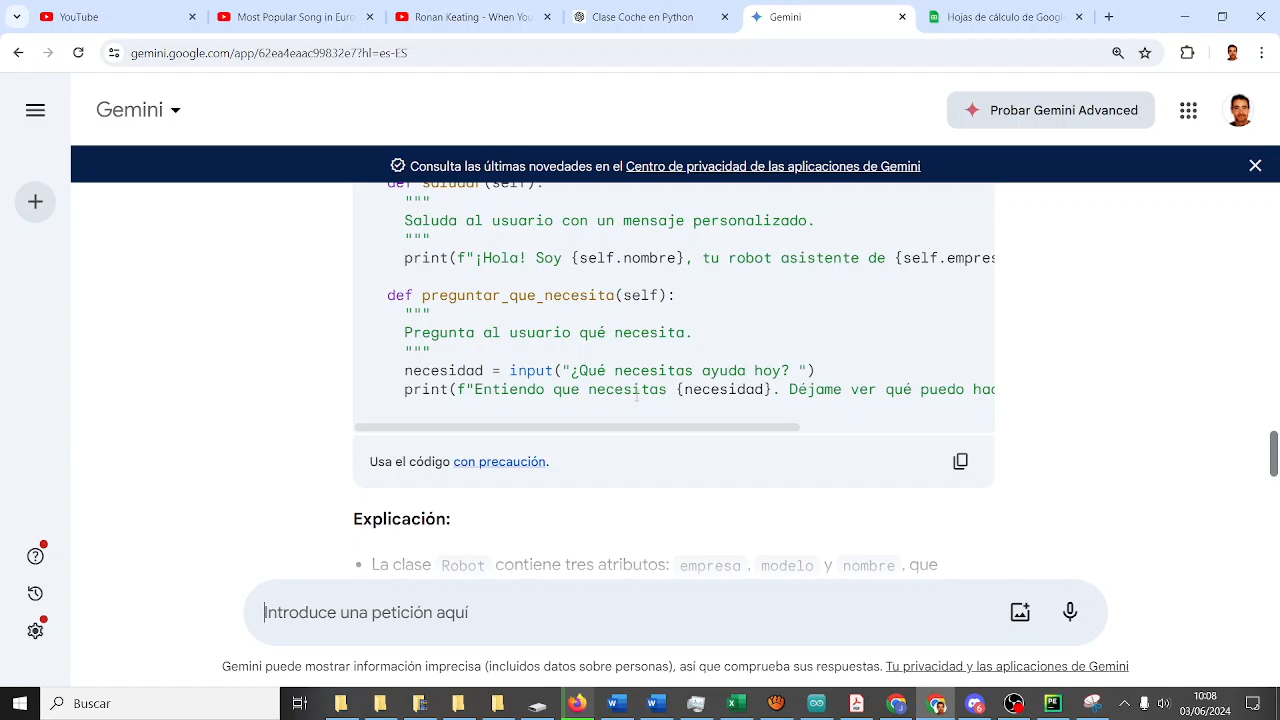 YouTube
Most Popular Song in Euro
Ronan Keating - When You
Clase Coche en Python
Gemini
Hojas de cálculo de Google
gemini.google.com/app/62ea4eaac99832e7?hl=es-ES
Gemini
Probar Gemini Advanced
Consulta las últimas novedades en el Centro de privacidad de las aplicaciones de Gemini
def saludar(self):
"""
Saluda al usuario con un mensaje personalizado.
"""
print(f"¡Hola! Soy {self.nombre}, tu robot asistente de {self.empres
def preguntar_que_necesita(self):
"""
Pregunta al usuario qué necesita.
"""
necesidad = input("¿Qué necesitas ayuda hoy? ")
print(f"Entiendo que necesitas {necesidad}. Déjame ver qué puedo hac
Usa el código con precaución.
Explicación:
• La clase Robot contiene tres atributos: empresa, modelo y nombre, que
Introduce una petición aquí
Gemini puede mostrar información imprecisa (incluidos datos sobre personas), así que comprueba sus respuestas. Tu privacidad y las aplicaciones de Gemini
Buscar
10:08
03/06/2024